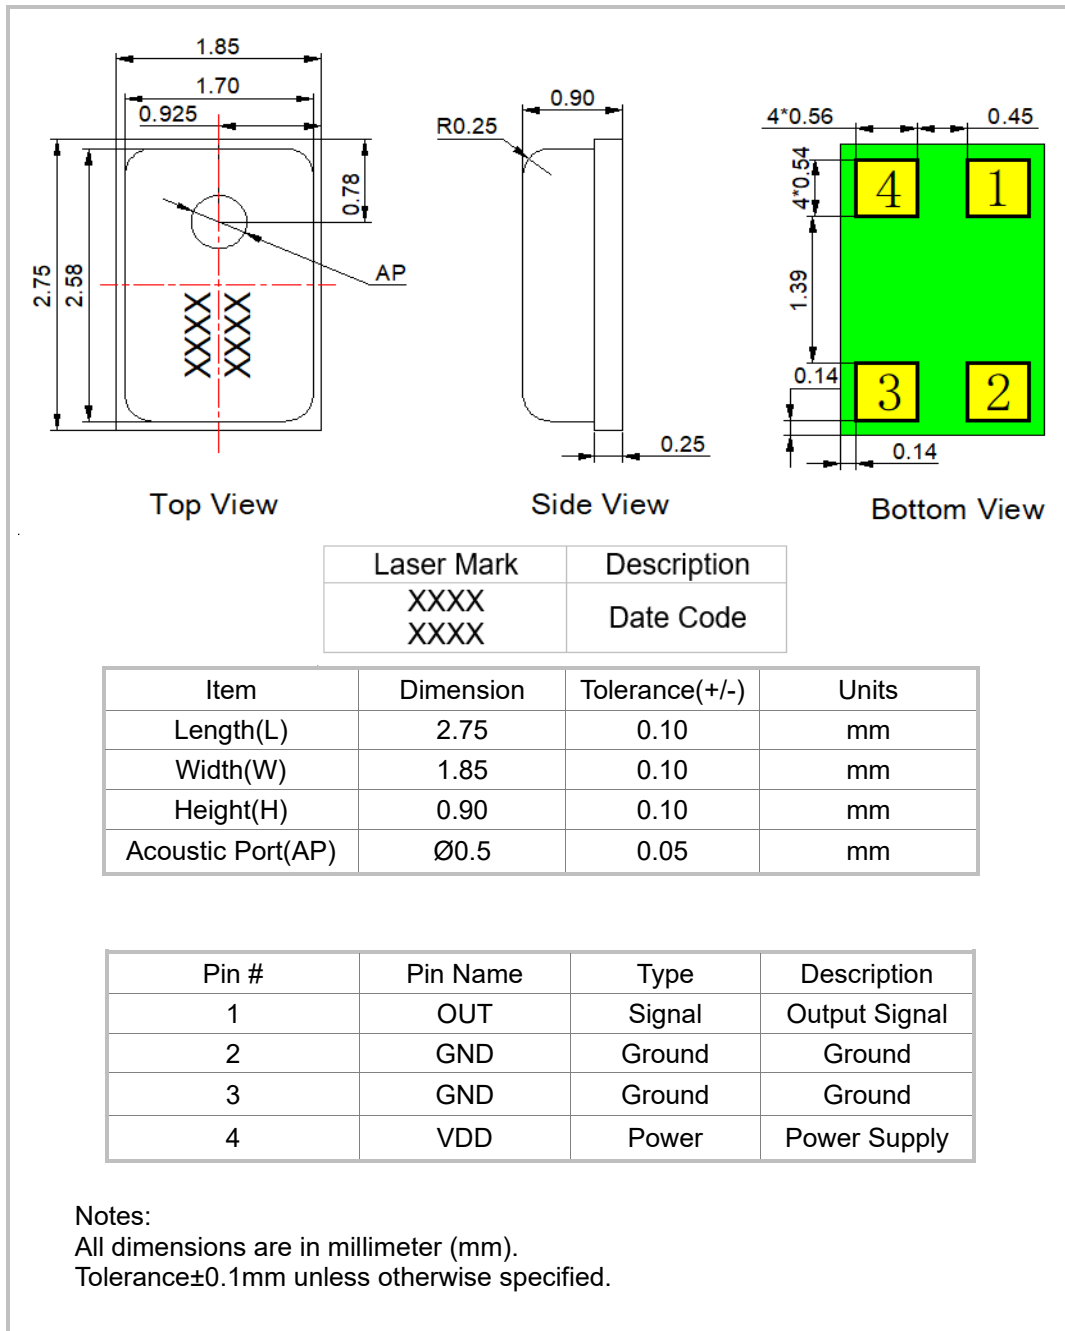 1.85
1.70
0.925
0.78
2.75
2.58
AP
XXXX
XXXX
Top View
0.90
R0.25
0.25
Side View
4*0.56
0.45
4*0.54
4
1
1.39
0.14
3
2
0.14
Bottom View
Laser Mark Description
XXXX
XXXX
Date Code
Item Dimension Tolerance(+/-) Units
Length(L) 2.75 0.10 mm
Width(W) 1.85 0.10 mm
Height(H) 0.90 0.10 mm
Acoustic Port(AP) Ø0.5 0.05 mm
Pin # Pin Name Type Description
1 OUT Signal Output Signal
2 GND Ground Ground
3 GND Ground Ground
4 VDD Power Power Supply
Notes:
All dimensions are in millimeter (mm).
Tolerance±0.1mm unless otherwise specified.